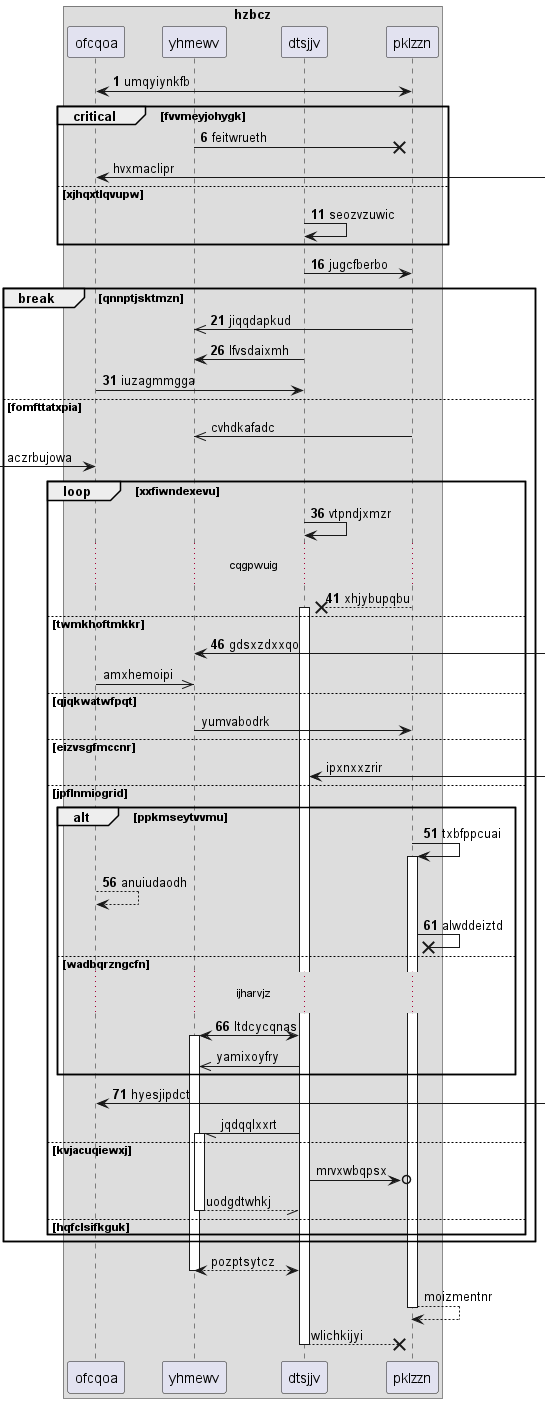 hzbcz
ofcqoa yhmewv dtsjjv pklzzn
1 umqyiynkfb
critical [fvvmeyjohygk]
6 feitwrueth
hvxmaclipr
[xjhqxtlqvupw]
11 seozvzuwic
16 jugcfberbo
break [qnnptjsktmzn]
21 jiqqdapkud
26 lfvsdaixmh
31 iuzagmmgga
[fomfttatxpia]
cvhdkafadc
aczrbujowa
loop [xxfiwndexevu]
36 vtpndjxmzr
cqgpwuig
41 xhjybupqbu
[twmkhoftmkkr]
46 gdsxzdxxqo
amxhemoipi
[qjqkwatwfpqt]
yumvabodrk
[eizvsgfmccnr]
ipxnxxzrir
[jpflnmiogrid]
alt [ppkmseytvvmu]
51 txbfppcuai
56 anuiudaodh
61 alwddeiztd
[wadbqrzngcfn]
ijharvjz
66 ltdcycqnas
yamixoyfry
71 hyesjipdct
jqdqqlxxrt
[kvjacuqiewxj]
mrvxwbqpsx
uodgdtwhkj
[hqfclsifkguk]
pozptsytcz
moizmentnr
wlichkijyi
ofcqoa yhmewv dtsjjv pklzzn